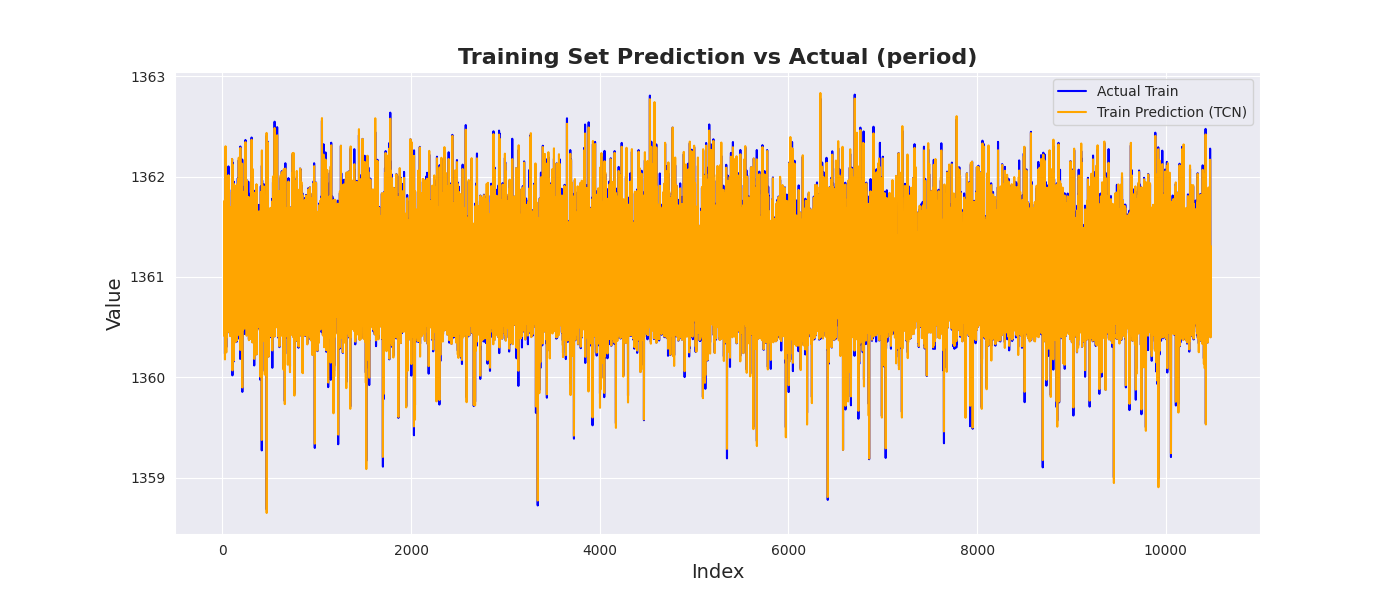 Training Set Prediction vs Actual (period)
Actual Train
Train Prediction (TCN)
Value
1363
1362
1361
1360
1359
0 2000 4000 6000 8000 10000
Index